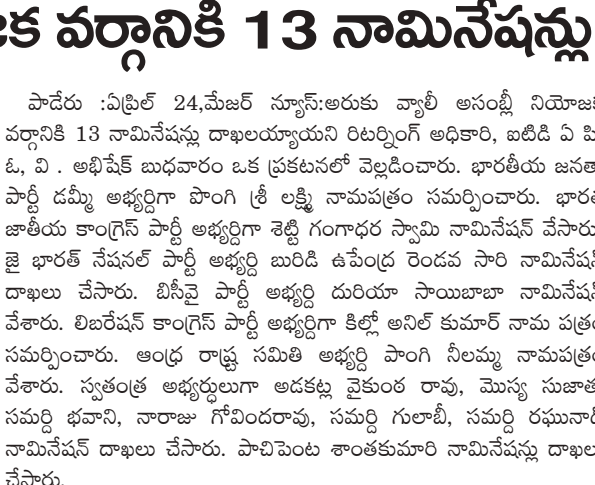 వర్గానికి 13 నామినేషన్లు
పాడేరు :ఏప్రిల్ 24,మేజర్ న్యూస్:అరుకు వ్యాలీ అసంబ్లీ నియోజక
వర్గానికి 13 నామినేషన్లు దాఖలయ్యాయని రిటర్నింగ్ అధికారి, ఐటిడి ఏ పి
ఓ, వి . అభిషేక్ బుధవారం ఒక ప్రకటనలో వెల్లడించారు. భారతీయ జనతా
పార్టీ డమ్మీ అభ్యర్దిగా పొంగి శ్రీ లక్ష్మి నామపత్రం సమర్పించారు. భారత
జాతీయ కాంగ్రెస్ పార్టీ అభ్యర్దిగా శెట్టి గంగాధర స్వామి నామినేషన్ వేసారు
జై భారత్ నేషనల్ పార్టీ అభ్యర్ది బురిడి ఉపేంద్ర రెండవ సారి నామినేషన్
దాఖలు చేసారు. బిసీవై పార్టీ అభ్యర్ది దురియా సాయిబాబా నామినేషన్
వేశారు. లిబరేషన్ కాంగ్రెస్ పార్టీ అభ్యర్దిగా కిల్లో అనిల్ కుమార్ నామ పత్రం
సమర్పించారు. ఆంధ్ర రాష్ట్ర సమితి అభ్యర్ది పాంగి నీలమ్మ నామపత్రం
వేశారు. స్వతంత్ర అభ్యర్ధులుగా అడకట్ల వైకుంఠ రావు, మొస్య సుజాత
సమర్ది భవాని, నారాజు గోవిందరావు, సమర్ది గులాబీ, సమర్ది రఘునాద్
నామినేషన్ దాఖలు చేసారు. పాచిపెంట శాంతకుమారి నామినేషన్లు దాఖలు
చేసారు.